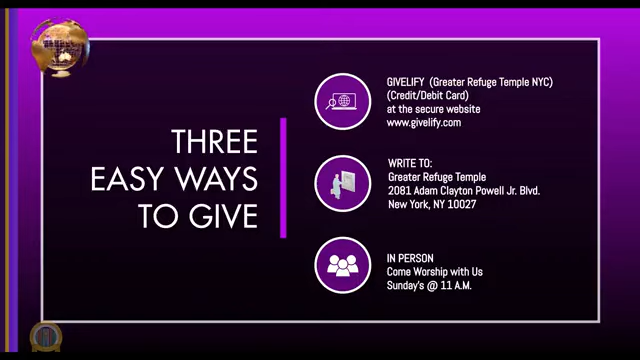 THREE
EASY WAYS
TO GIVE
GIVELIFY (Greater Refuge Temple NYC)
(Credit/Debit Card)
at the secure website
www.givelify.com
WRITE TO:
Greater Refuge Temple
2081 Adam Clayton Powell Jr. Blvd.
New York, NY 10027
IN PERSON
Come Worship with Us
Sunday's @ 11 A.M.